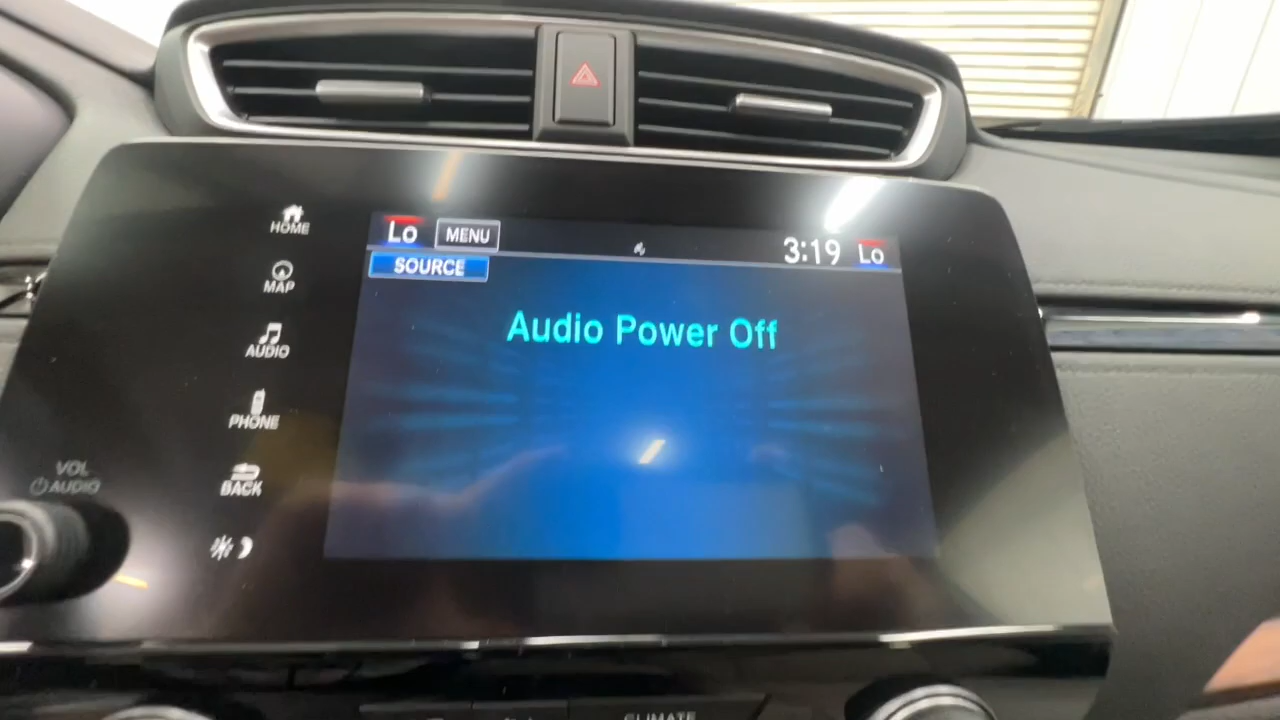 HOME
MAP
AUDIO
PHONE
BACK
VOL
AUDIO
Lo MENU 3:19 Lo
SOURCE
Audio Power Off
CLIMATE